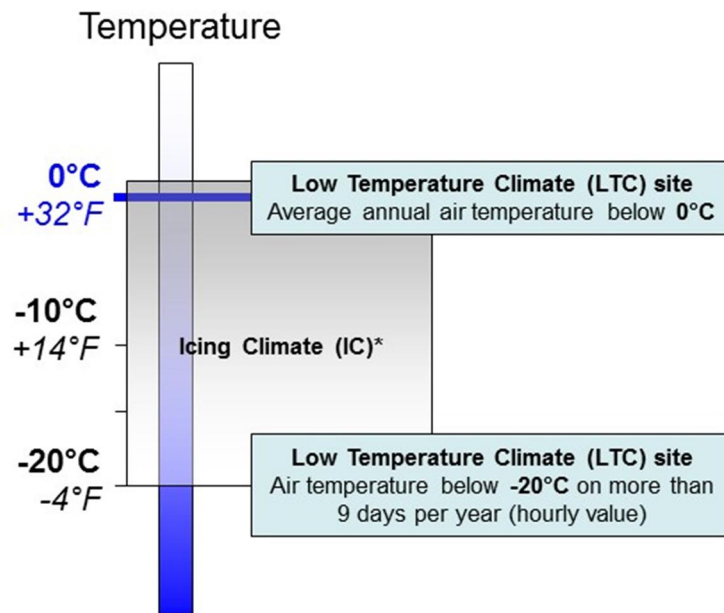 Temperature
0°C
+32°F
Low Temperature Climate (LTC) site
Average annual air temperature below 0°C
-10°C
+14°F
Icing Climate (IC)*
-20°C
-4°F
Low Temperature Climate (LTC) site
Air temperature below -20°C on more than
9 days per year (hourly value)